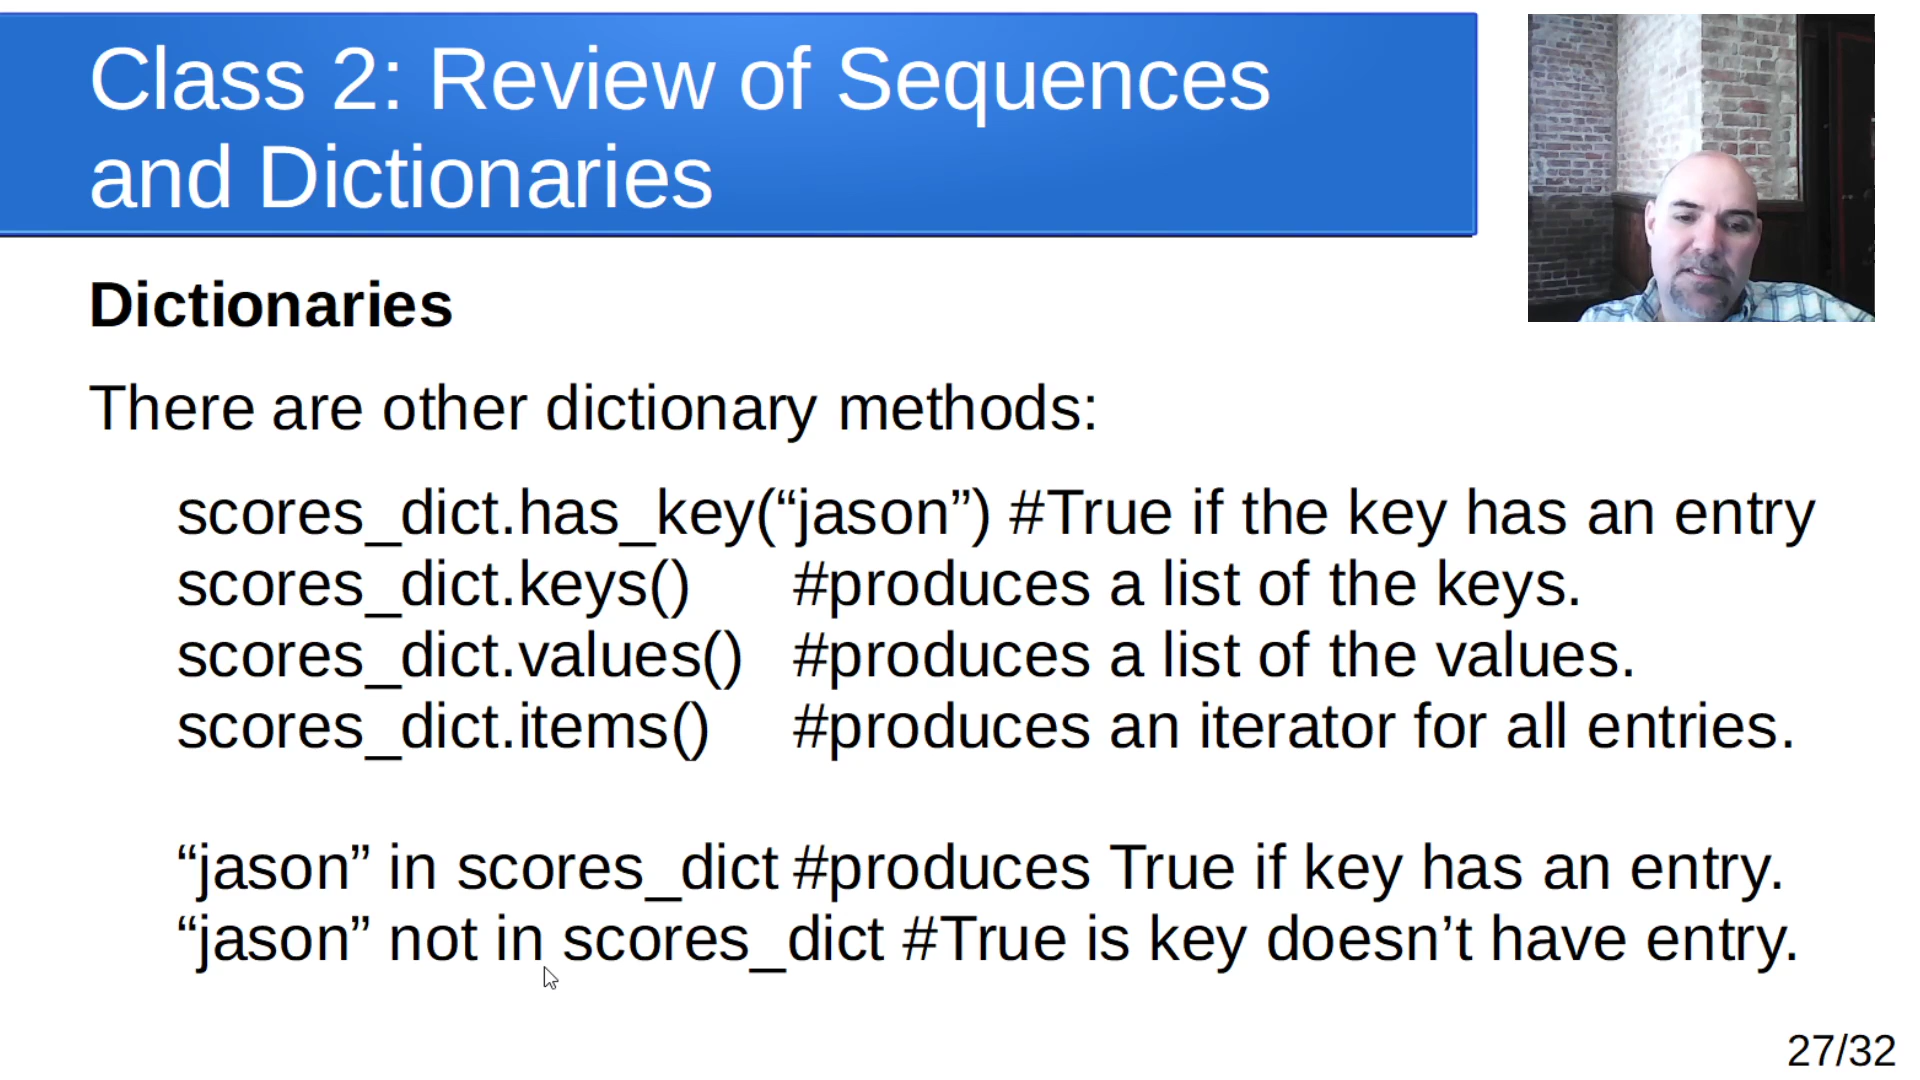 Class 2: Review of Sequences
and Dictionaries
Dictionaries
There are other dictionary methods:
scores_dict.has_key(“jason”) #True if the key has an entry
scores_dict.keys() #produces a list of the keys.
scores_dict.values() #produces a list of the values.
scores_dict.items() #produces an iterator for all entries.
“jason” in scores_dict #produces True if key has an entry.
“jason” not in scores_dict #True is key doesn’t have entry.
27/32